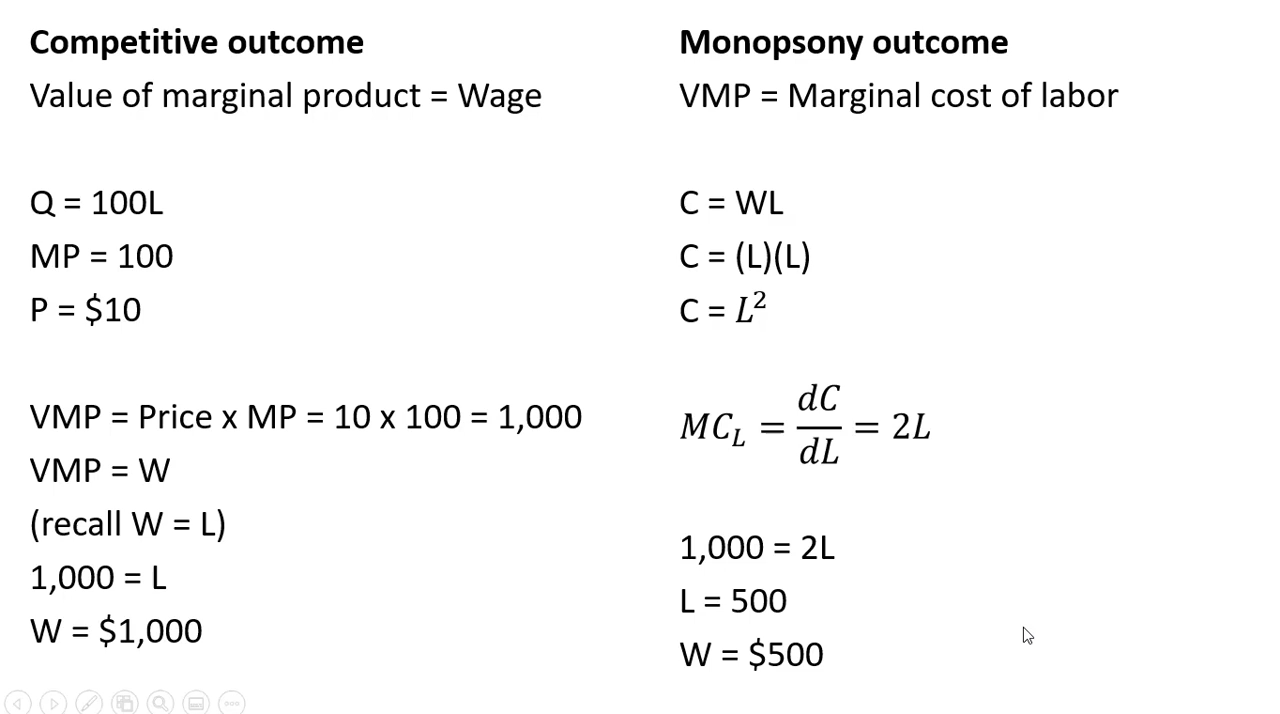 Competitive outcome
Value of marginal product = Wage
Q = 100L
MP = 100
P = $10
VMP = Price x MP = 10 x 100 = 1,000
VMP = W
(recall W = L)
1,000 = L
W = $1,000
Monopsony outcome
VMP = Marginal cost of labor
C = WL
C = (L)(L)
C = L²
MC_L = dC/dL = 2L
1,000 = 2L
L = 500
W = $500